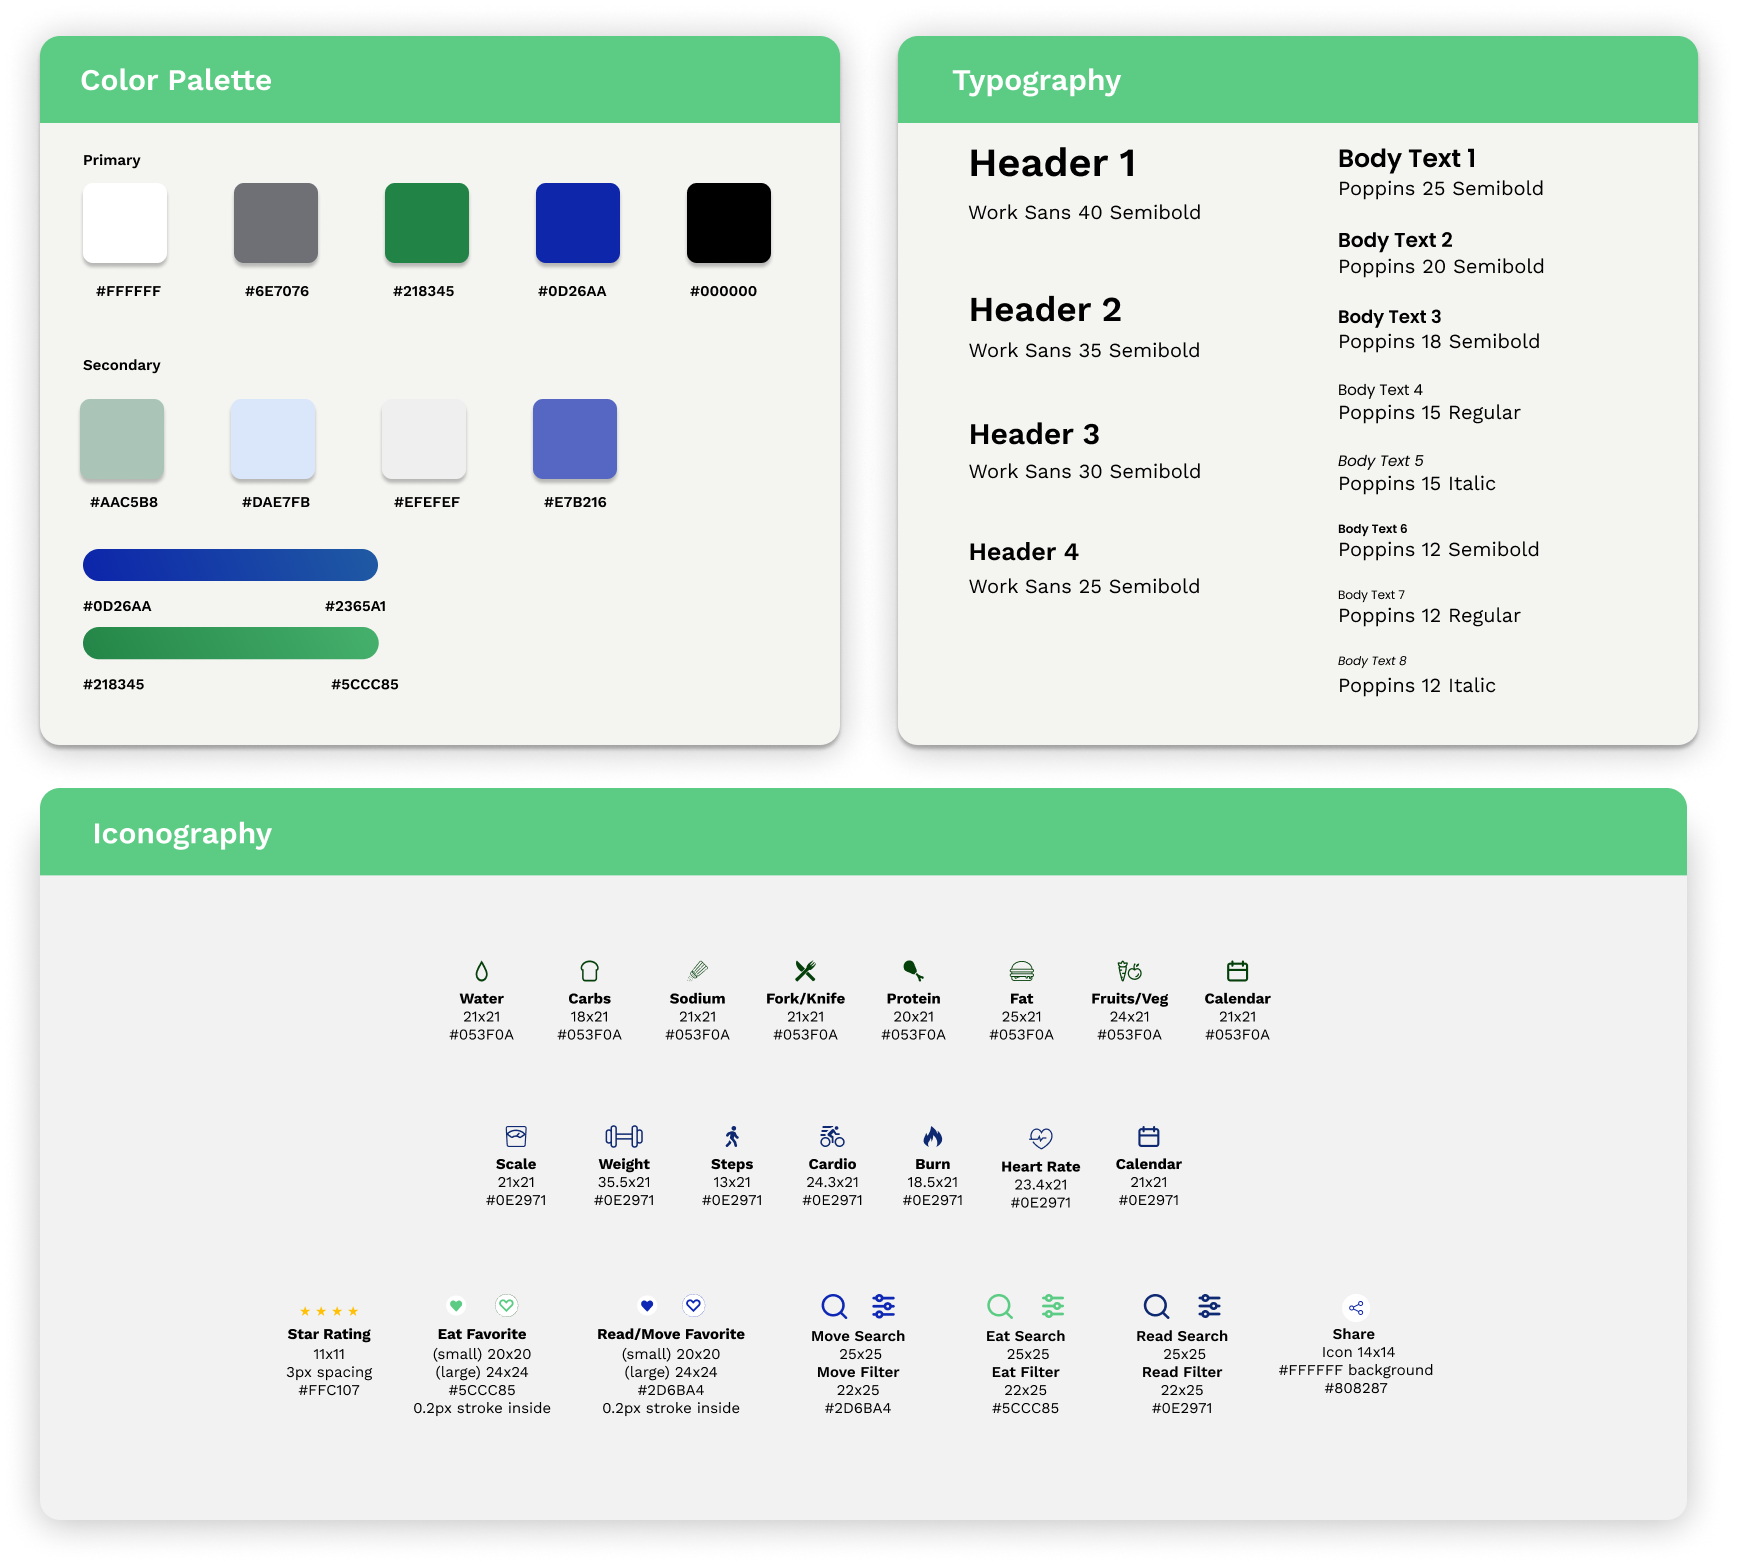 Color Palette
Primary
#FFFFFF
#6E7076
#218345
#0D26AA
#000000
Secondary
#AAC5B8
#DAE7FB
#EFEFEF
#E7B216
#0D26AA
#2365A1
#218345
#5CCC85
Typography
Header 1
Work Sans 40 Semibold
Header 2
Work Sans 35 Semibold
Header 3
Work Sans 30 Semibold
Header 4
Work Sans 25 Semibold
Body Text 1
Poppins 25 Semibold
Body Text 2
Poppins 20 Semibold
Body Text 3
Poppins 18 Semibold
Body Text 4
Poppins 15 Regular
Body Text 5
Poppins 15 Italic
Body Text 6
Poppins 12 Semibold
Body Text 7
Poppins 12 Regular
Body Text 8
Poppins 12 Italic
Iconography
Water
21x21
#053F0A
Carbs
18x21
#053F0A
Sodium
21x21
#053F0A
Fork/Knife
21x21
#053F0A
Protein
20x21
#053F0A
Fat
25x21
#053F0A
Fruits/Veg
24x21
#053F0A
Calendar
21x21
#053F0A
Scale
21x21
#0E2971
Weight
35.5x21
#0E2971
Steps
13x21
#0E2971
Cardio
24.3x21
#0E2971
Burn
18.5x21
#0E2971
Heart Rate
23.4x21
#0E2971
Calendar
21x21
#0E2971
Star Rating
11x11
3px spacing
#FFC107
Eat Favorite
(small) 20x20
(large) 24x24
#5CCC85
0.2px stroke inside
Read/Move Favorite
(small) 20x20
(large) 24x24
#2D6BA4
0.2px stroke inside
Move Search
25x25
Move Filter
22x25
#2D6BA4
Eat Search
25x25
Eat Filter
22x25
#5CCC85
Read Search
25x25
Read Filter
22x25
#0E2971
Share
Icon 14x14
#FFFFFF background
#808287